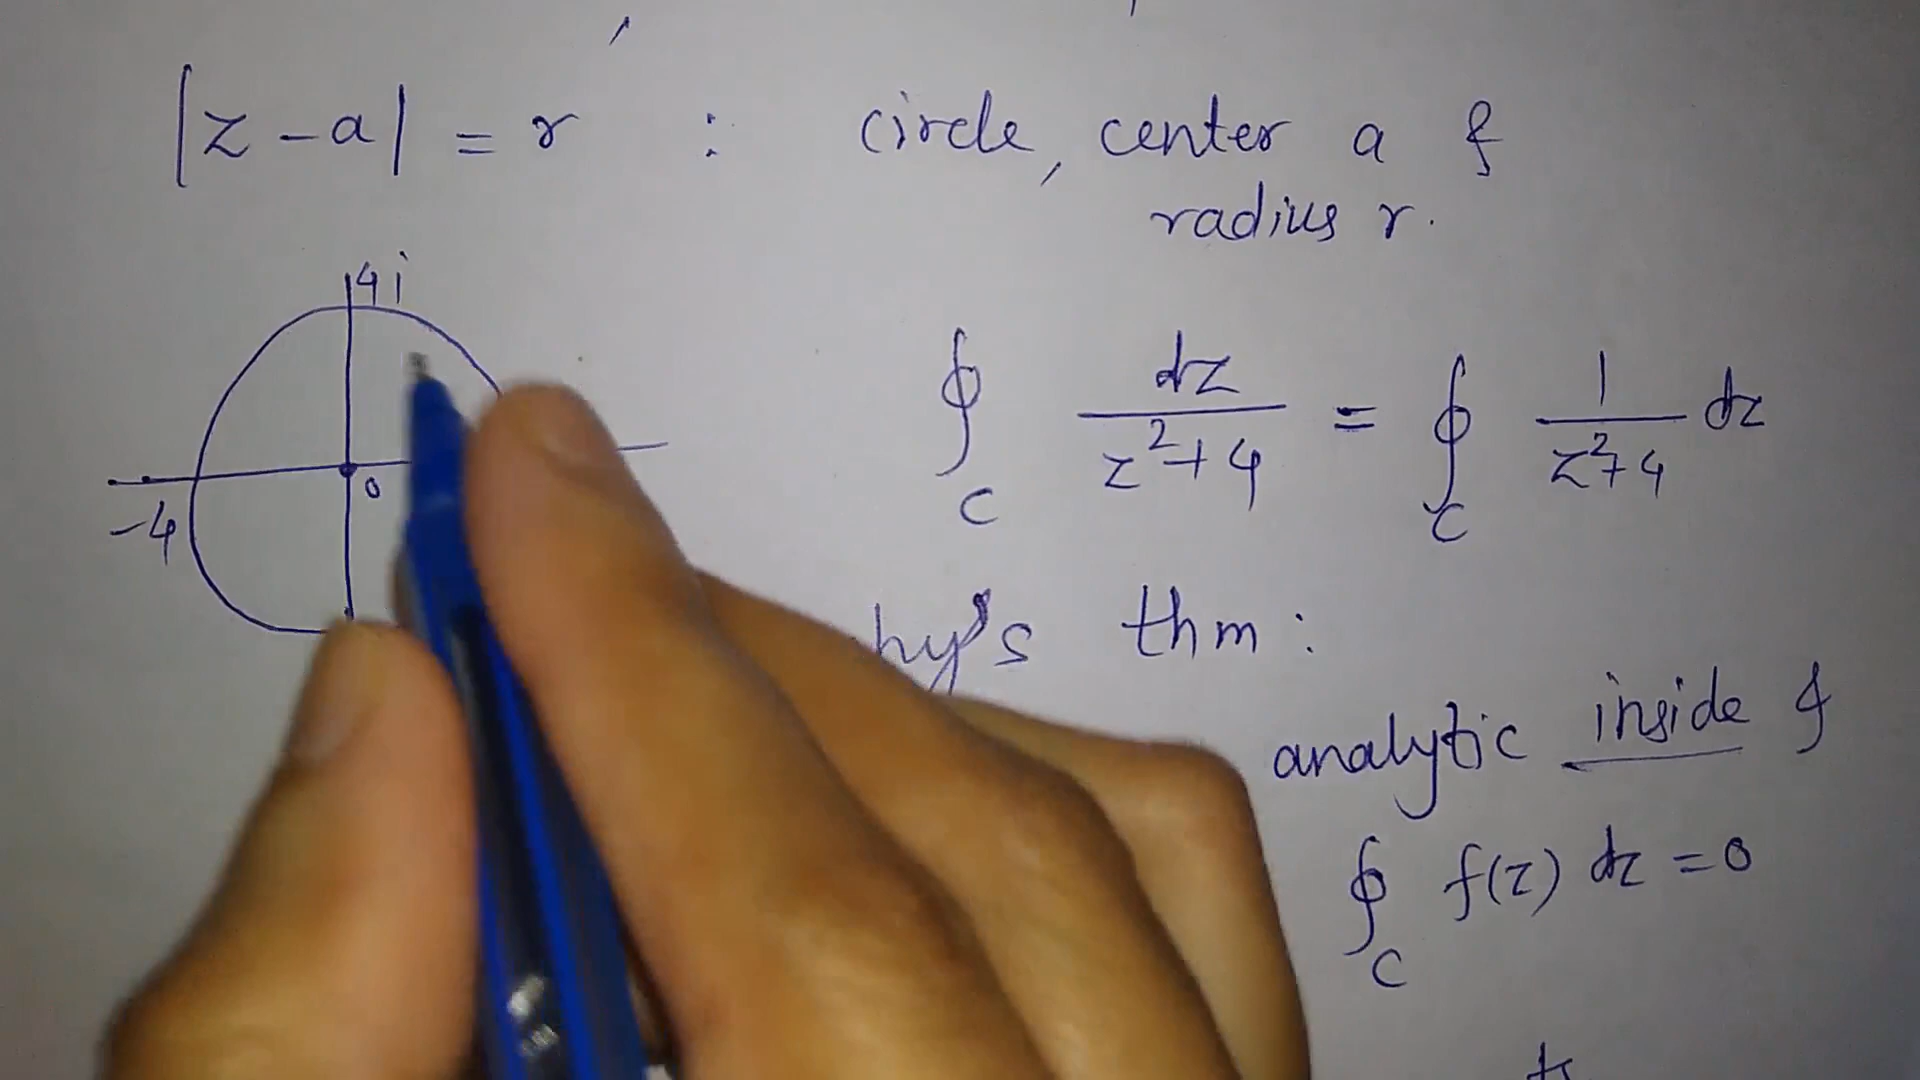 |z-a| = r : circle, center a &
radius r.
4i
0
-4
∮_C dz/(z²+4) = ∮_C 1/(z²+4) dz
hy's thm:
analytic inside &
∮_C f(z) dz = 0